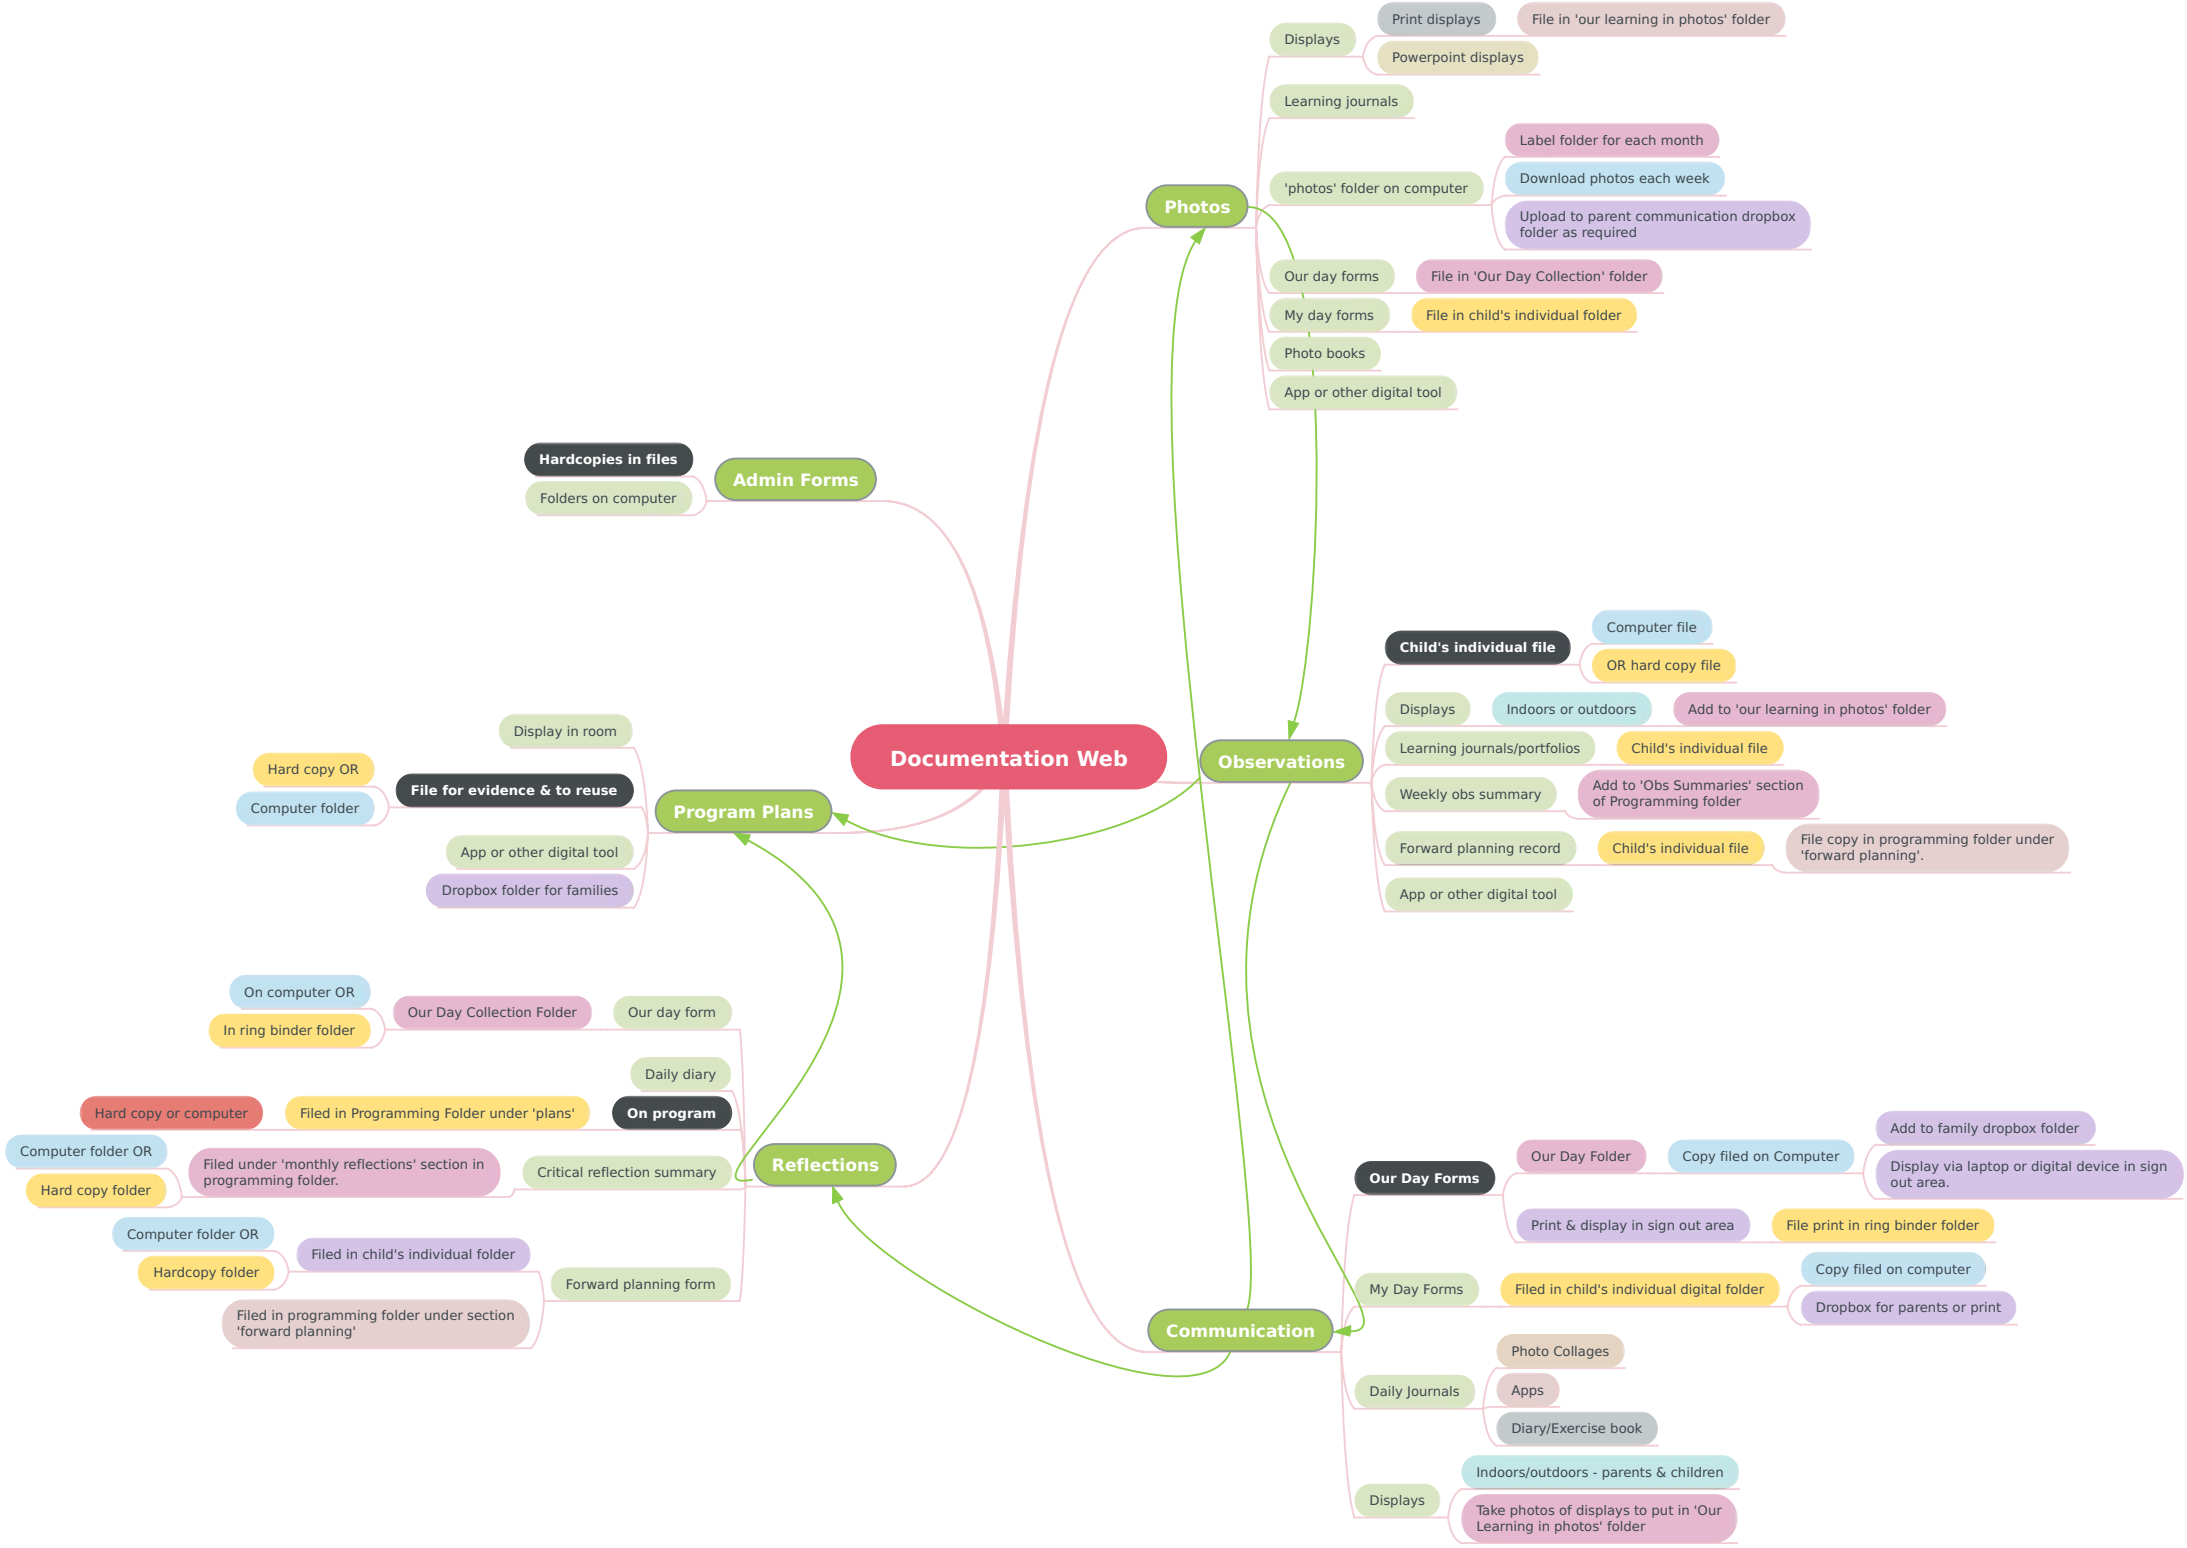 Documentation Web
Photos
Displays
Print displays
File in 'our learning in photos' folder
Powerpoint displays
Learning journals
'photos' folder on computer
Label folder for each month
Download photos each week
Upload to parent communication dropbox
folder as required
Our day forms
File in 'Our Day Collection' folder
My day forms
File in child's individual folder
Photo books
App or other digital tool
Observations
Child's individual file
Computer file
OR hard copy file
Displays
Indoors or outdoors
Add to 'our learning in photos' folder
Learning journals/portfolios
Child's individual file
Weekly obs summary
Add to 'Obs Summaries' section
of Programming folder
Forward planning record
Child's individual file
File copy in programming folder under
'forward planning'.
App or other digital tool
Communication
Our Day Forms
Our Day Folder
Copy filed on Computer
Add to family dropbox folder
Display via laptop or digital device in sign
out area.
Print & display in sign out area
File print in ring binder folder
My Day Forms
Filed in child's individual digital folder
Copy filed on computer
Dropbox for parents or print
Daily Journals
Photo Collages
Apps
Diary/Exercise book
Displays
Indoors/outdoors - parents & children
Take photos of displays to put in 'Our
Learning in photos' folder
Admin Forms
Hardcopies in files
Folders on computer
Program Plans
Display in room
File for evidence & to reuse
Hard copy OR
Computer folder
App or other digital tool
Dropbox folder for families
Reflections
Our day form
Our Day Collection Folder
On computer OR
In ring binder folder
Daily diary
On program
Filed in Programming Folder under 'plans'
Hard copy or computer
Critical reflection summary
Filed under 'monthly reflections' section in
programming folder.
Computer folder OR
Hard copy folder
Forward planning form
Filed in child's individual folder
Computer folder OR
Hardcopy folder
Filed in programming folder under section
'forward planning'